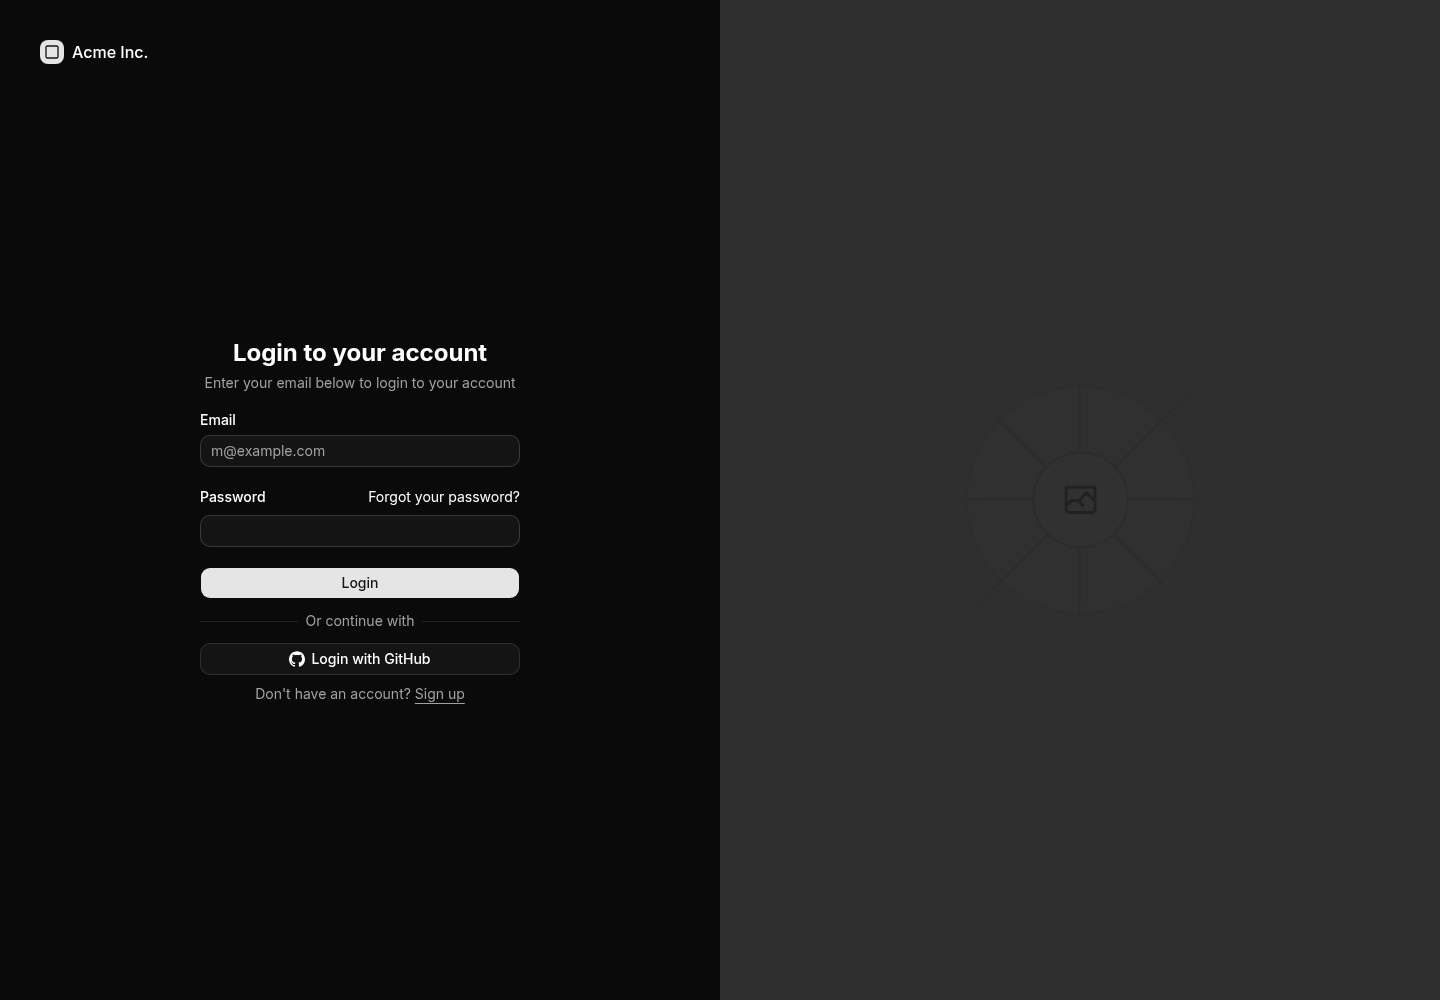 Acme Inc.
Login to your account
Enter your email below to login to your account
Email
m@example.com
Password
Forgot your password?
Login
Or continue with
Login with GitHub
Don't have an account? Sign up